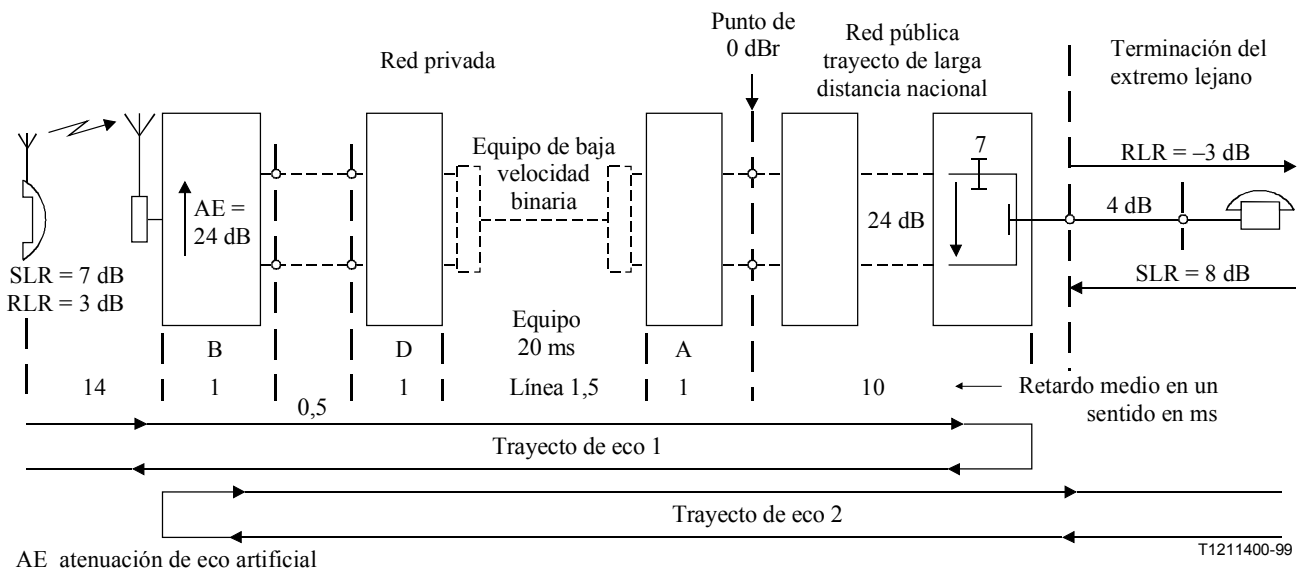 Punto de
0 dBr
Red privada
Red pública
trayecto de larga
distancia nacional
Terminación del
extremo lejano
Equipo de baja
velocidad
binaria
AE =
24 dB
7
24 dB
RLR = –3 dB
4 dB
SLR = 8 dB
SLR = 7 dB
RLR = 3 dB
Equipo
20 ms
B
D
A
14
1
0,5
1
Línea 1,5
1
10
Retardo medio en un
sentido en ms
Trayecto de eco 1
Trayecto de eco 2
AE atenuación de eco artificial
T1211400-99